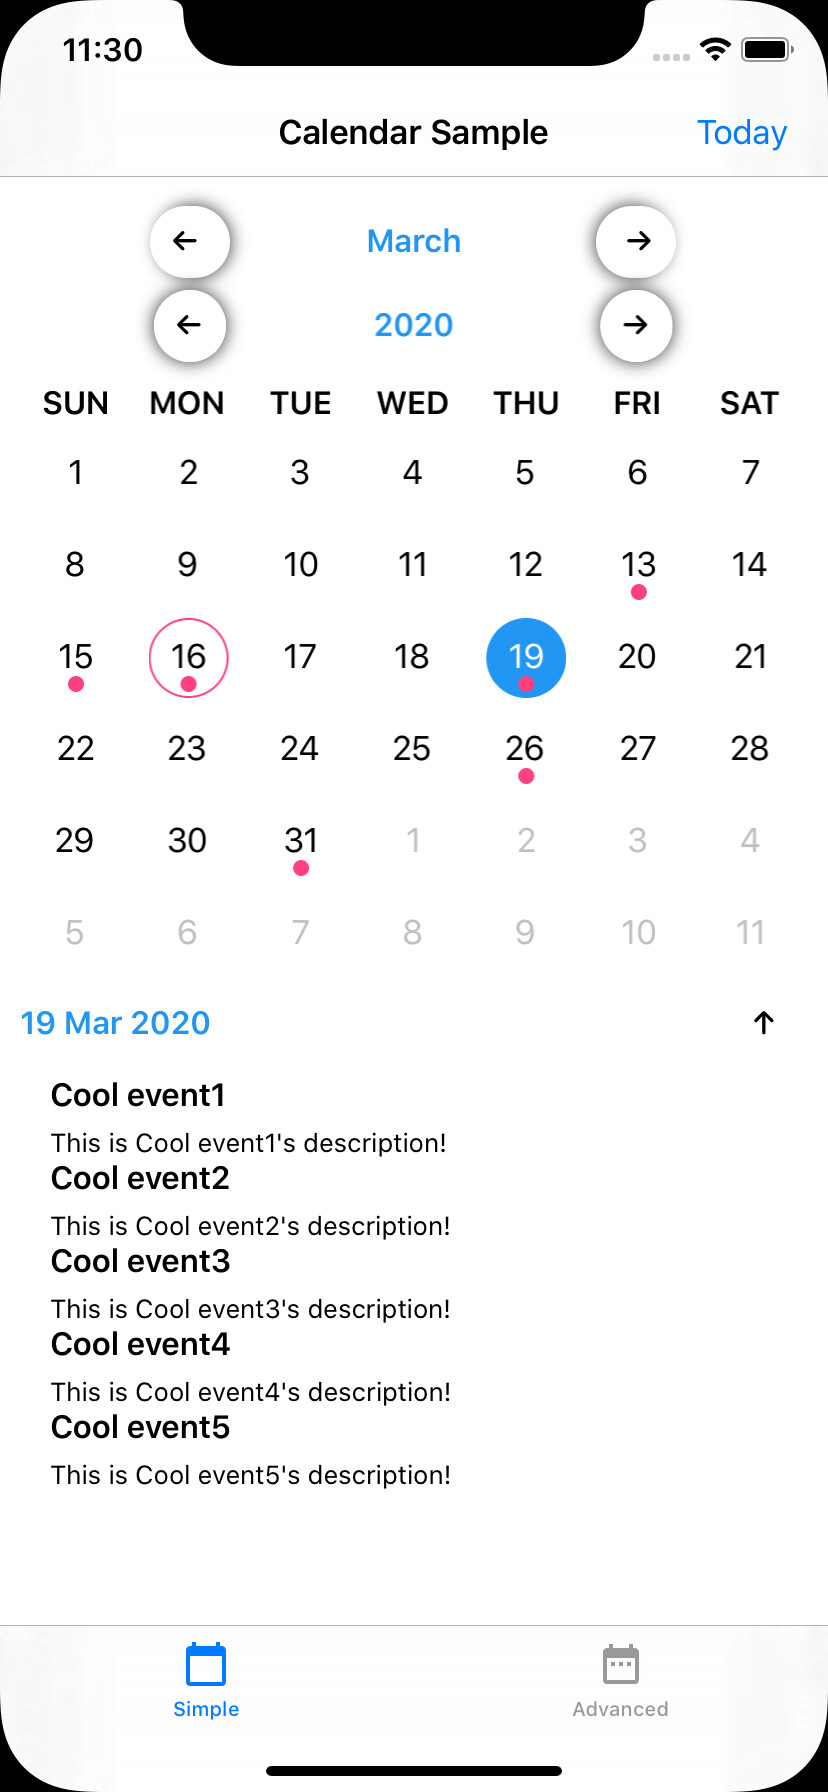 11:30
Calendar Sample Today
← March →
← 2020 →
SUN MON TUE WED THU FRI SAT
1 2 3 4 5 6 7
8 9 10 11 12 13 14
15 16 17 18 19 20 21
22 23 24 25 26 27 28
29 30 31 1 2 3 4
5 6 7 8 9 10 11
19 Mar 2020 ↑
Cool event1
This is Cool event1's description!
Cool event2
This is Cool event2's description!
Cool event3
This is Cool event3's description!
Cool event4
This is Cool event4's description!
Cool event5
This is Cool event5's description!
Simple Advanced